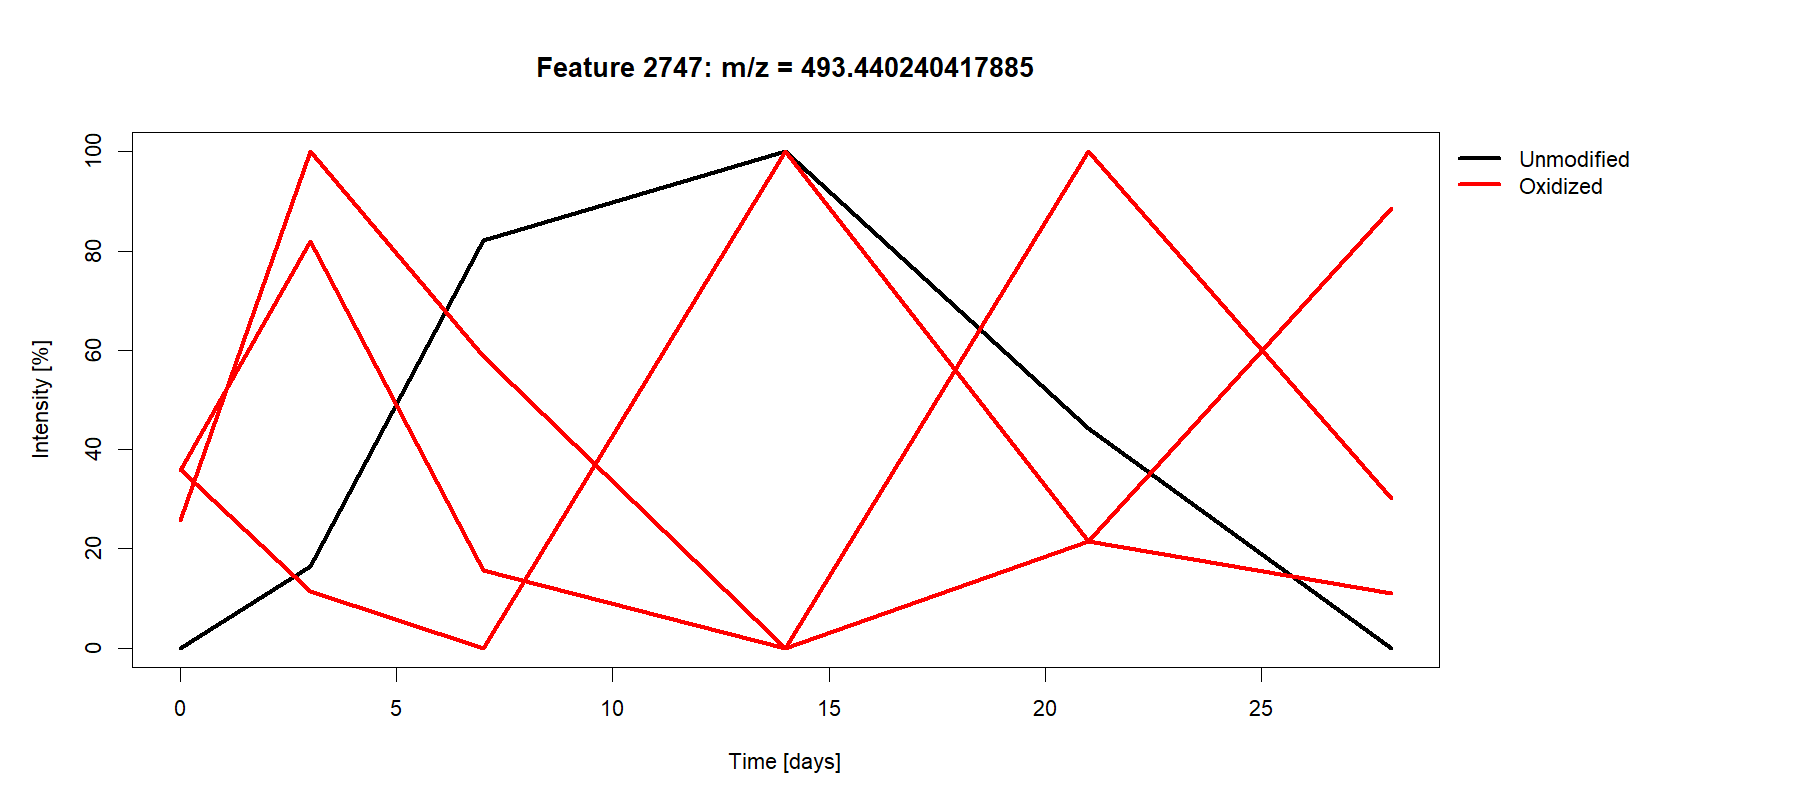 Feature 2747: m/z = 493.440240417885
Unmodified
Oxidized
Intensity [%]
100
80
60
40
20
0
0 5 10 15 20 25
Time [days]